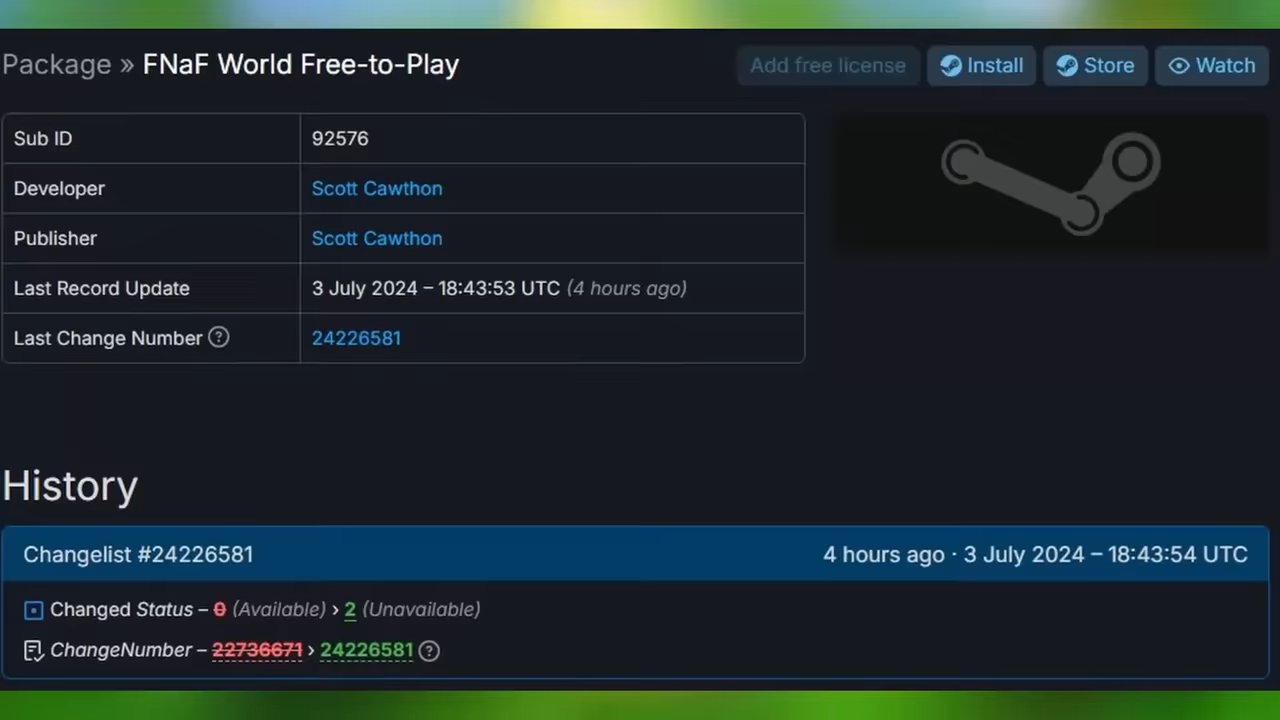 Package » FNaF World Free-to-Play
Add free license
Install
Store
Watch
Sub ID 92576
Developer Scott Cawthon
Publisher Scott Cawthon
Last Record Update 3 July 2024 – 18:43:53 UTC (4 hours ago)
Last Change Number ? 24226581
History
Changelist #24226581 4 hours ago · 3 July 2024 – 18:43:54 UTC
Changed Status – 0 (Available) › 2 (Unavailable)
ChangeNumber – 22736671 › 24226581 ?